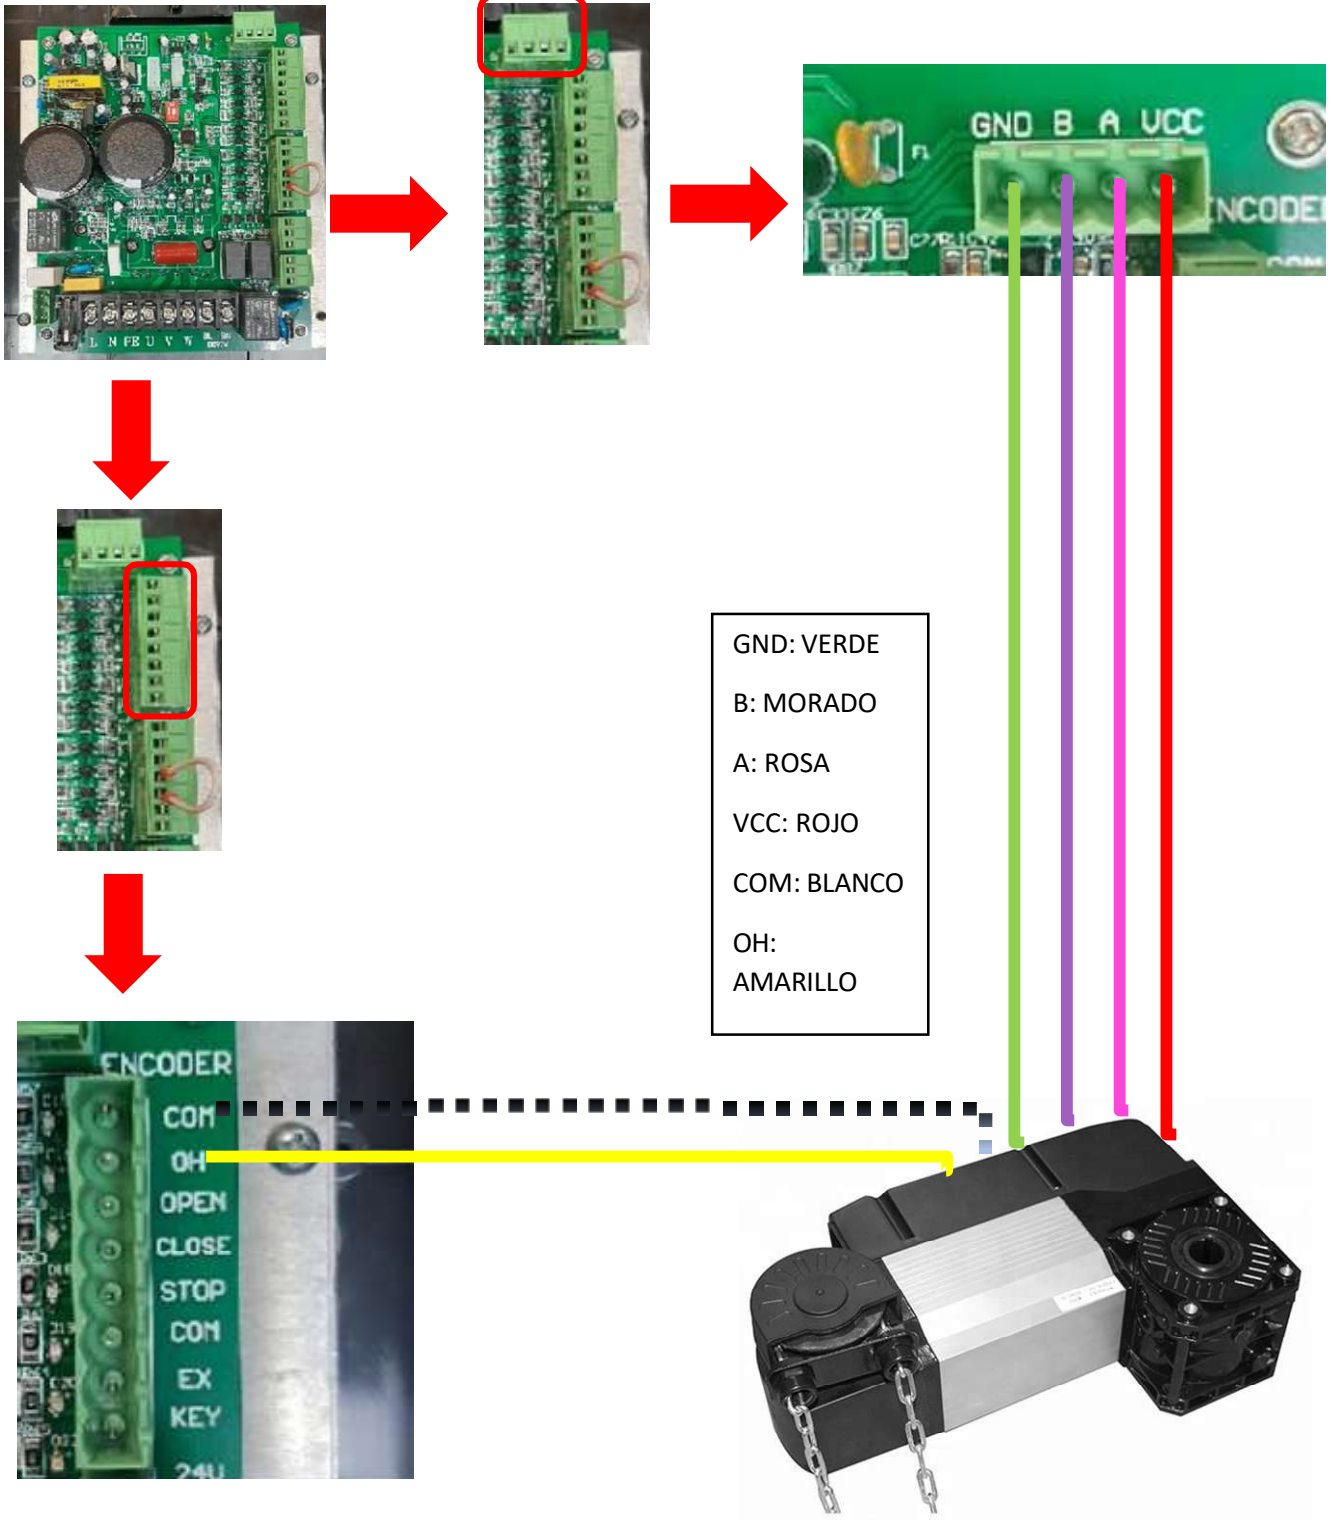 L N FE U V W
GND B A VCC
F1
ENCODER
GND: VERDE
B: MORADO
A: ROSA
VCC: ROJO
COM: BLANCO
OH:
AMARILLO
ENCODER
COM
OH
OPEN
CLOSE
STOP
COM
EX
KEY
24V